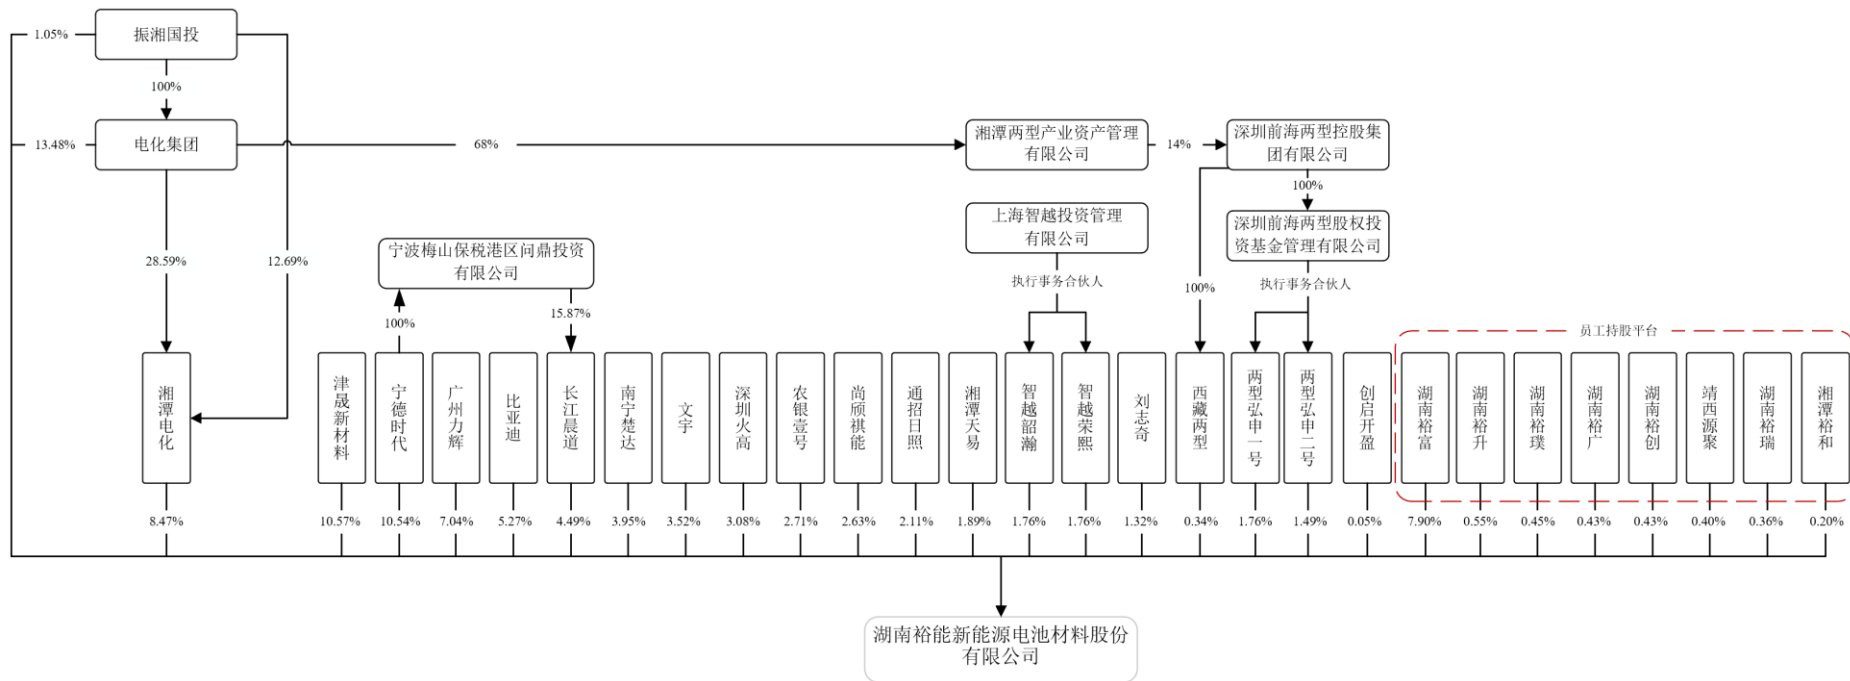 1.05%
振湘国投
100%
13.48%
电化集团
68%
湘潭两型产业资产管理
有限公司
14%
深圳前海两型控股集
团有限公司
100%
上海智越投资管理
有限公司
深圳前海两型股权投
资基金管理有限公司
28.59%
12.69%
宁波梅山保税港区问鼎投资
有限公司
执行事务合伙人
100%
执行事务合伙人
100%
15.87%
员工持股平台
湘潭电化
津晟新材料
宁德时代
广州力辉
比亚迪
长江晨道
南宁楚达
文宇
深圳火高
农银壹号
尚颀祺能
通招日照
湘潭天易
智越韶瀚
智越荣熙
刘志奇
西藏两型
两型弘申一号
两型弘申二号
创启开盈
湖南裕富
湖南裕升
湖南裕璞
湖南裕广
湖南裕创
靖西源聚
湖南裕瑞
湘潭裕和
8.47%
10.57%
10.54%
7.04%
5.27%
4.49%
3.95%
3.52%
3.08%
2.71%
2.63%
2.11%
1.89%
1.76%
1.76%
1.32%
0.34%
1.76%
1.49%
0.05%
7.90%
0.55%
0.45%
0.43%
0.43%
0.40%
0.36%
0.20%
湖南裕能新能源电池材料股份
有限公司